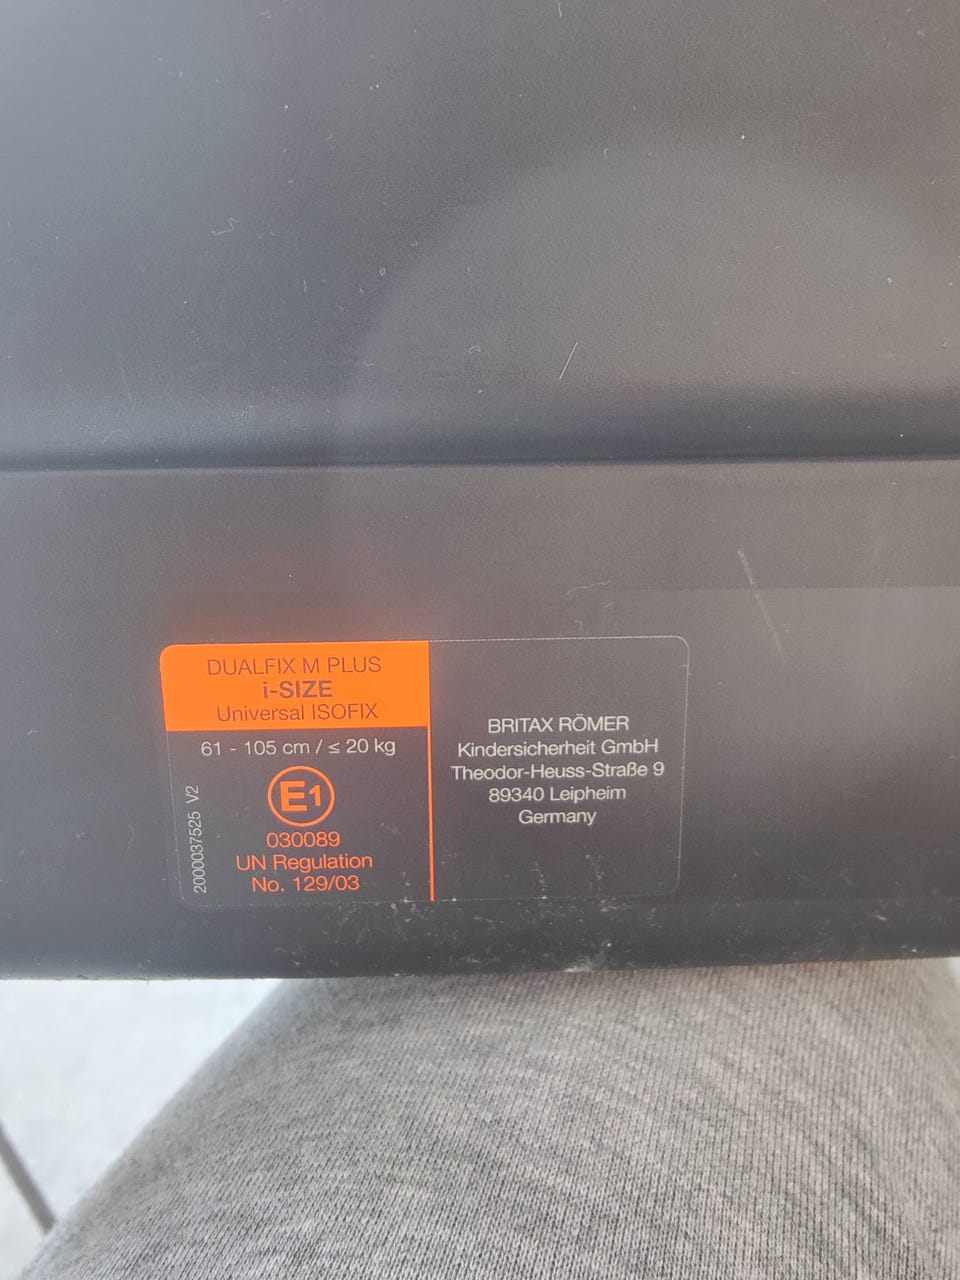 DUALFIX M PLUS
i-SIZE
Universal ISOFIX
61 - 105 cm / ≤ 20 kg
E1
030089
UN Regulation
No. 129/03
2000037525 V2
BRITAX RÖMER
Kindersicherheit GmbH
Theodor-Heuss-Straße 9
89340 Leipheim
Germany